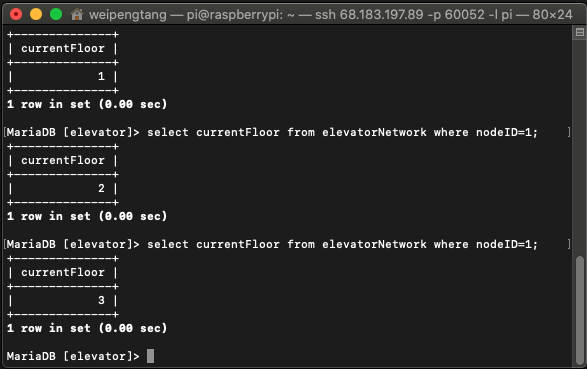 weipengtang — pi@raspberrypi: ~ — ssh 68.183.197.89 -p 60052 -l pi — 80×24
+--------------+
| currentFloor |
+--------------+
|            1 |
+--------------+
1 row in set (0.00 sec)
[MariaDB [elevator]> select currentFloor from elevatorNetwork where nodeID=1;    ]
+--------------+
| currentFloor |
+--------------+
|            2 |
+--------------+
1 row in set (0.00 sec)
[MariaDB [elevator]> select currentFloor from elevatorNetwork where nodeID=1;    ]
+--------------+
| currentFloor |
+--------------+
|            3 |
+--------------+
1 row in set (0.00 sec)
MariaDB [elevator]>